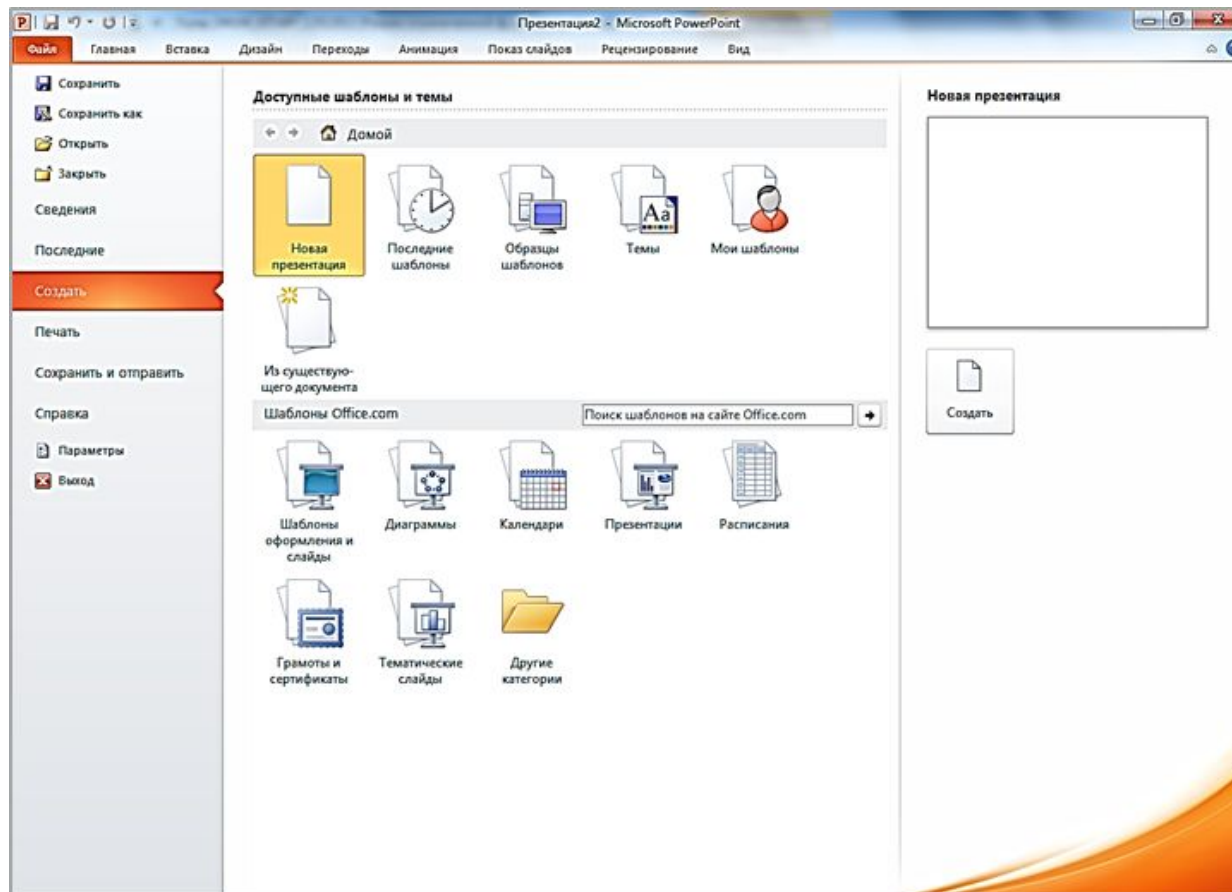 Презентация2 - Microsoft PowerPoint
Файл Главная Вставка Дизайн Переходы Анимация Показ слайдов Рецензирование Вид
Сохранить
Сохранить как
Открыть
Закрыть
Сведения
Последние
Создать
Печать
Сохранить и отправить
Справка
Параметры
Выход
Доступные шаблоны и темы
Домой
Новая
презентация
Последние
шаблоны
Образцы
шаблонов
Темы
Мои шаблоны
Из существую-
щего документа
Шаблоны Office.com
Поиск шаблонов на сайте Office.com
Шаблоны
оформления и
слайды
Диаграммы
Календари
Презентации
Расписания
Грамоты и
сертификаты
Тематические
слайды
Другие
категории
Новая презентация
Создать